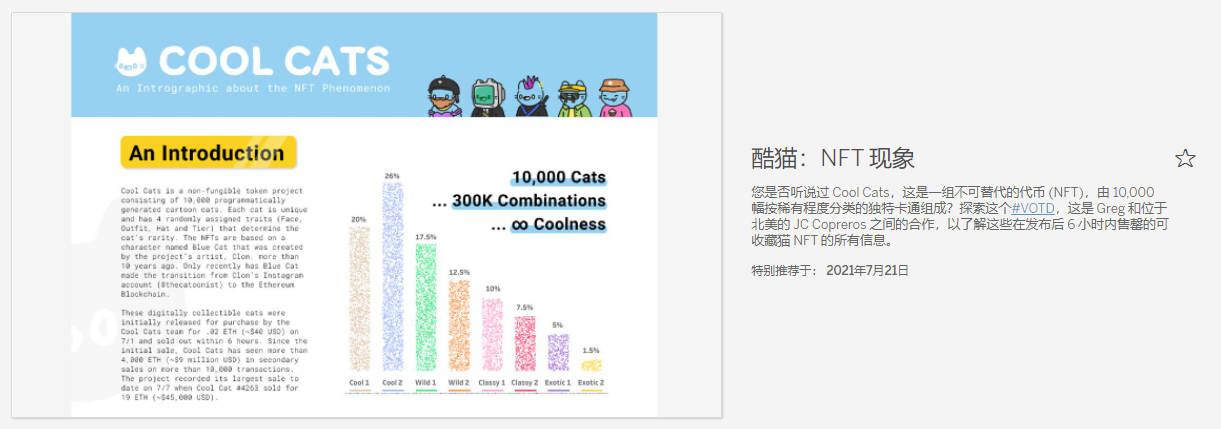 COOL CATS
An Intrographic about the NFT Phenomenon
An Introduction
Cool Cats is a non-fungible token project
consisting of 10,000 programmatically
generated cartoon cats. Each cat is unique
and has 4 randomly assigned traits (Face,
Outfit, Hat and Tier) that determine the
cat's rarity. The NFTs are based on a
character named Blue Cat that was created
by the project's artist, Clon, more than
10 years ago. Only recently has Blue Cat
made the transition from Clon's Instagram
account (@thecatoonist) to the Ethereum
Blockchain.
These digitally collectible cats were
initially released for purchase by the
Cool Cats team for .02 ETH (~$40 USD) on
7/1 and sold out within 6 hours. Since the
initial sale, Cool Cats has seen more than
4,000 ETH (~$9 million USD) in secondary
sales on more than 10,000 transactions.
The project recorded its largest sale to
date on 7/7 when Cool Cat #4263 sold for
19 ETH (~$45,000 USD).
10,000 Cats
... 300K Combinations
... ∞ Coolness
20%
26%
17.5%
12.5%
10%
7.5%
5%
1.5%
Cool 1
Cool 2
Wild 1
Wild 2
Classy 1
Classy 2
Exotic 1
Exotic 2
酷猫：NFT 现象
您是否听说过 Cool Cats，这是一组不可替代的代币 (NFT)，由 10,000
幅按稀有程度分类的独特卡通组成？探索这个#VOTD，这是 Greg 和位于
北美的 JC Copreros 之间的合作，以了解这些在发布后 6 小时内售罄的可
收藏猫 NFT 的所有信息。
特别推荐于： 2021年7月21日